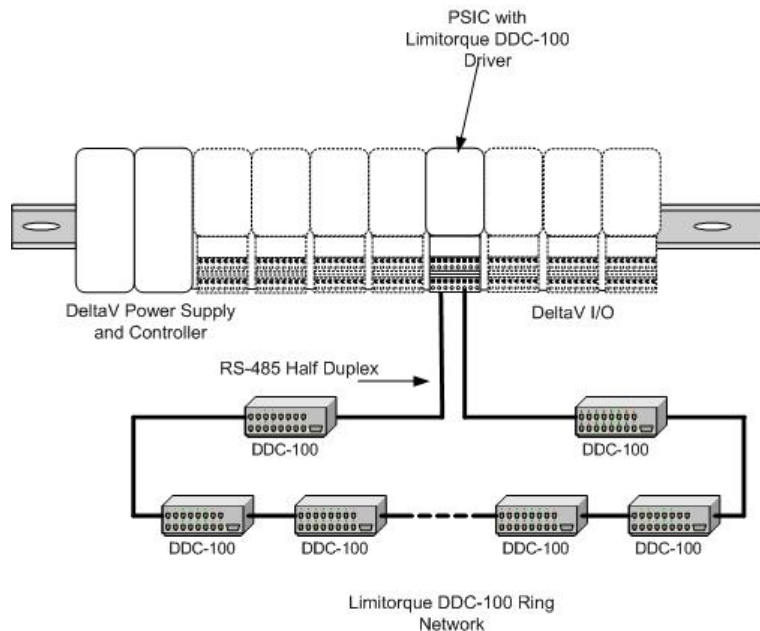 PSIC with
Limitorque DDC-100
Driver
DeltaV Power Supply
and Controller
DeltaV I/O
RS-485 Half Duplex
DDC-100
DDC-100
DDC-100
DDC-100
DDC-100
DDC-100
Limitorque DDC-100 Ring
Network